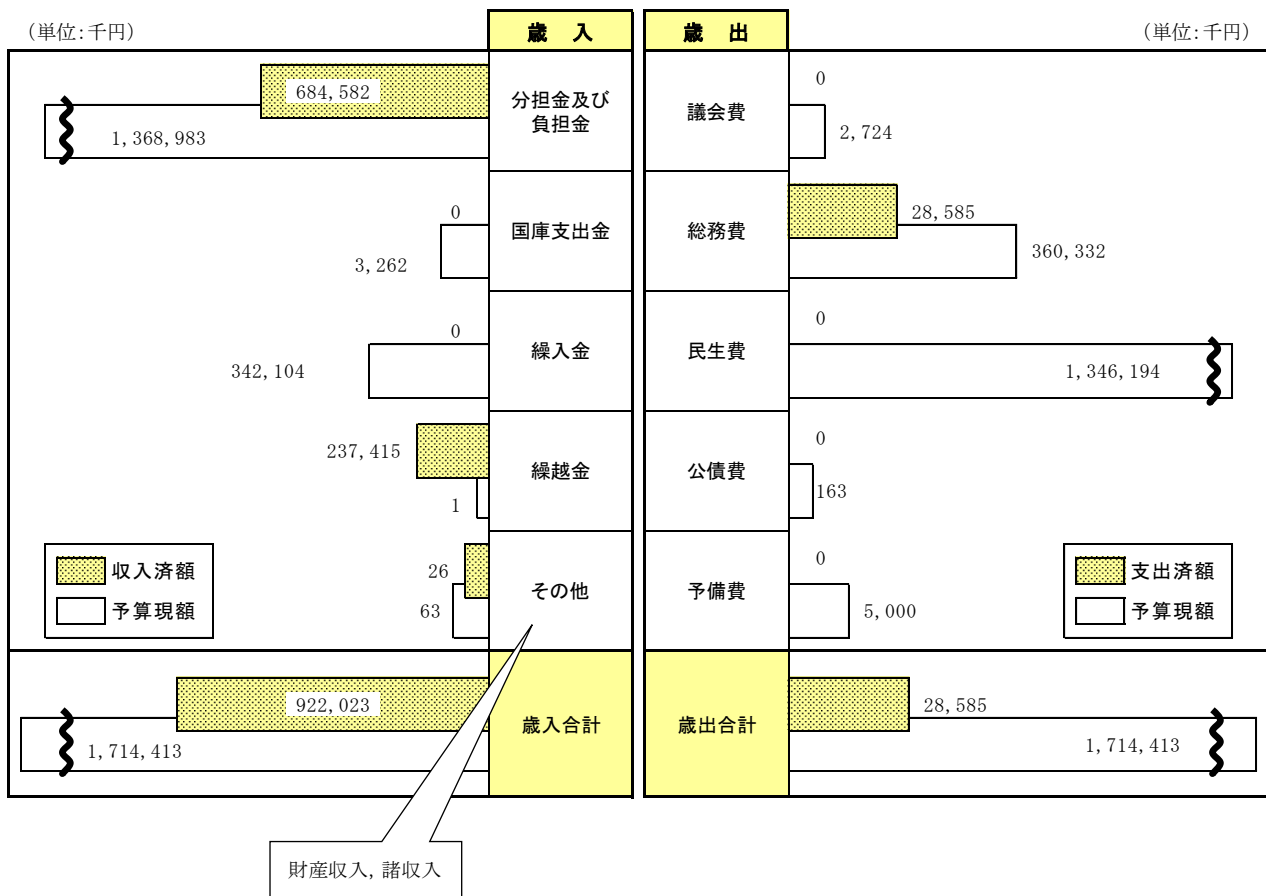 （単位：千円）
歳　入
歳　出
（単位：千円）
684,582
1,368,983
分担金及び
負担金
議会費
0
2,724
0
3,262
国庫支出金
総務費
28,585
360,332
0
342,104
繰入金
民生費
0
1,346,194
237,415
1
繰越金
公債費
0
163
収入済額
予算現額
26
63
その他
予備費
0
5,000
支出済額
予算現額
922,023
1,714,413
歳入合計
歳出合計
28,585
1,714,413
財産収入，諸収入